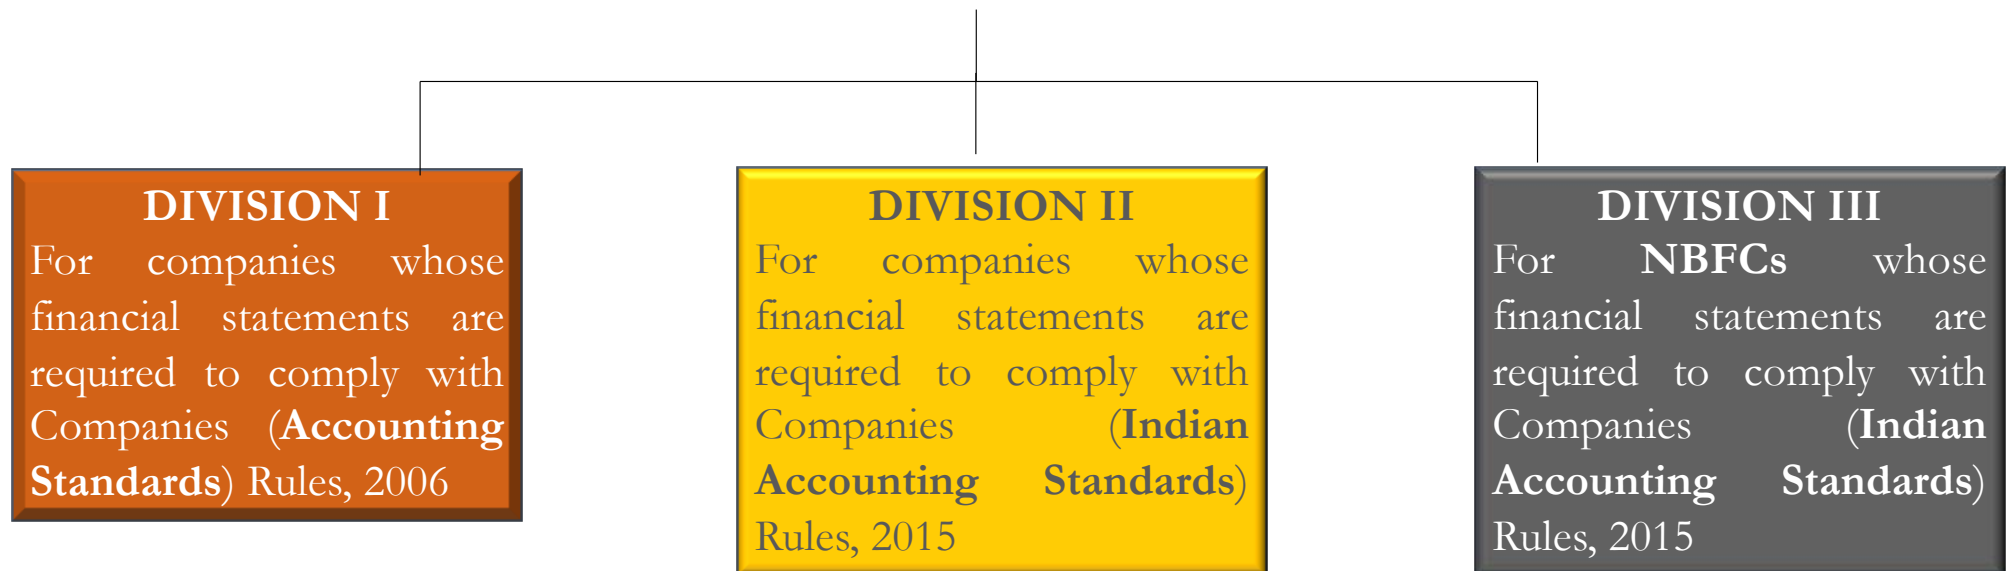 DIVISION I
For companies whose
financial statements are
required to comply with
Companies (Accounting
Standards) Rules, 2006
DIVISION II
For companies whose
financial statements are
required to comply with
Companies (Indian
Accounting Standards)
Rules, 2015
DIVISION III
For NBFCs whose
financial statements are
required to comply with
Companies (Indian
Accounting Standards)
Rules, 2015